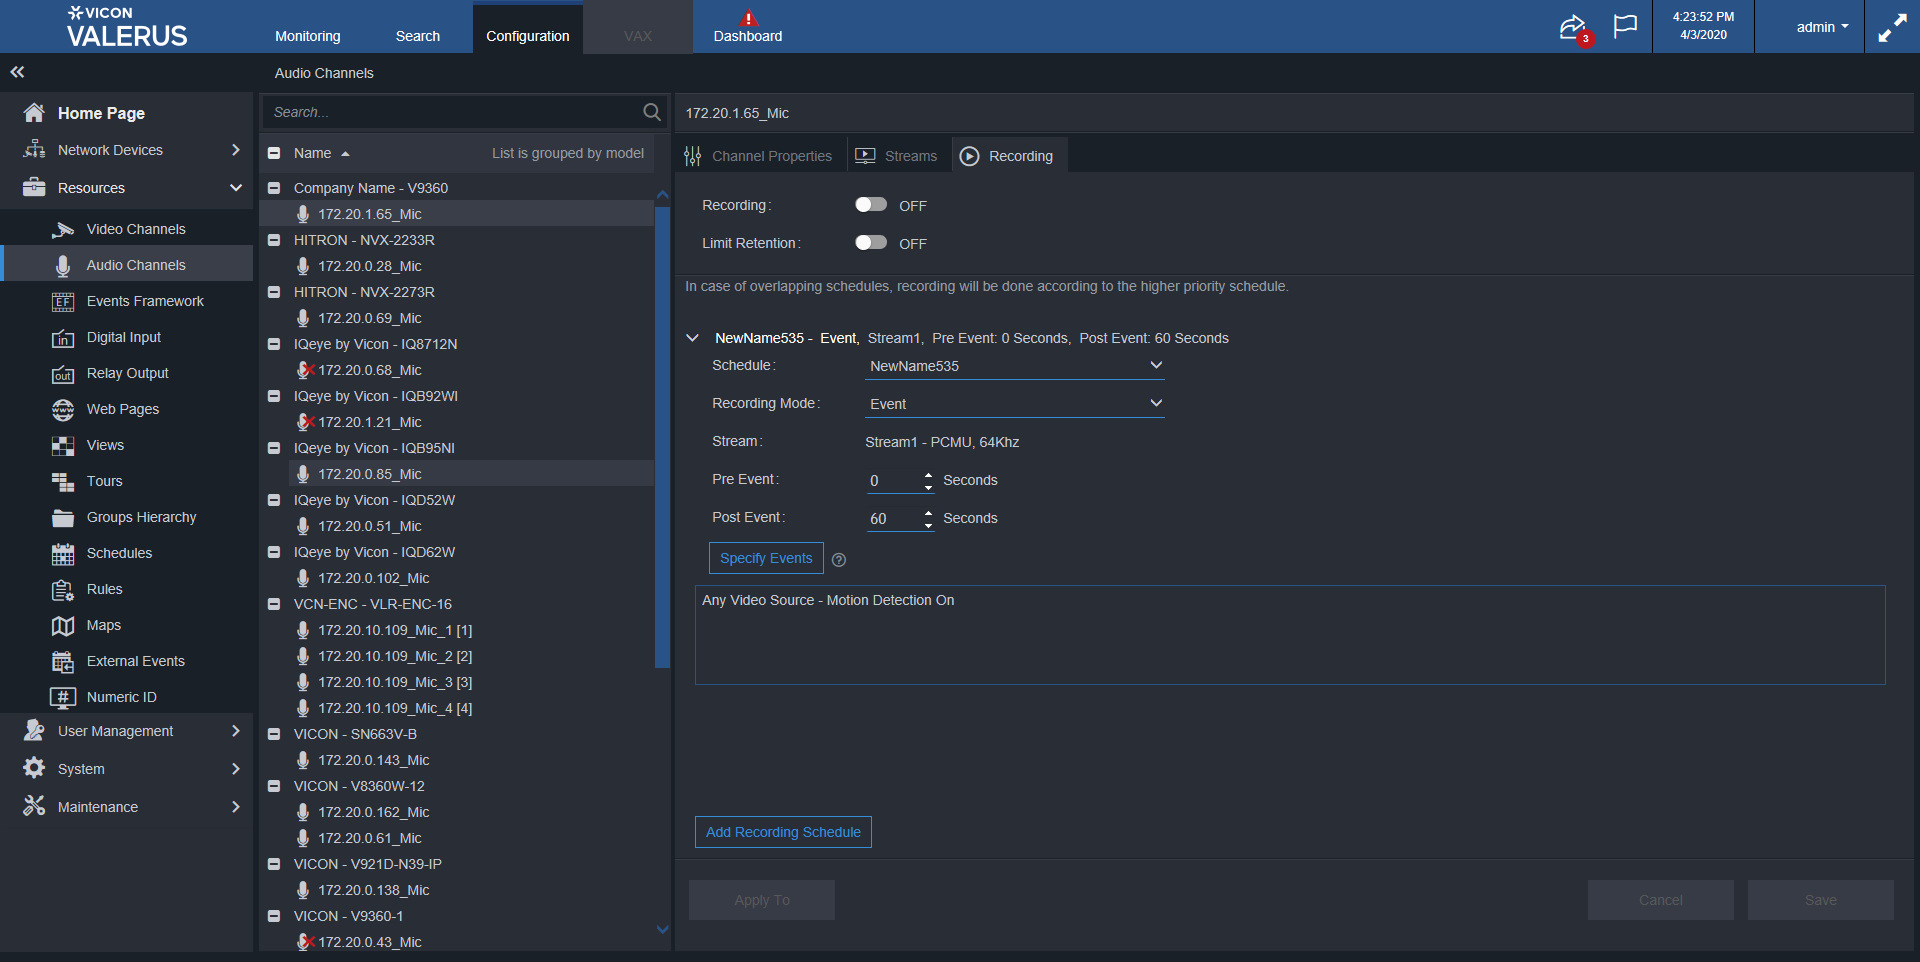 VICON
VALERUS
Monitoring
Search
Configuration
VAX
Dashboard
3
4:23:52 PM
4/3/2020
admin
Audio Channels
Home Page
Network Devices
Resources
Video Channels
Audio Channels
EF
Events Framework
in
Digital Input
out
Relay Output
www
Web Pages
Views
Tours
Groups Hierarchy
Schedules
Rules
Maps
External Events
#
Numeric ID
User Management
System
Maintenance
Search...
Name
List is grouped by model
Company Name - V9360
172.20.1.65_Mic
HITRON - NVX-2233R
172.20.0.28_Mic
HITRON - NVX-2273R
172.20.0.69_Mic
IQeye by Vicon - IQ8712N
172.20.0.68_Mic
IQeye by Vicon - IQB92WI
172.20.1.21_Mic
IQeye by Vicon - IQB95NI
172.20.0.85_Mic
IQeye by Vicon - IQD52W
172.20.0.51_Mic
IQeye by Vicon - IQD62W
172.20.0.102_Mic
VCN-ENC - VLR-ENC-16
172.20.10.109_Mic_1 [1]
172.20.10.109_Mic_2 [2]
172.20.10.109_Mic_3 [3]
172.20.10.109_Mic_4 [4]
VICON - SN663V-B
172.20.0.143_Mic
VICON - V8360W-12
172.20.0.162_Mic
172.20.0.61_Mic
VICON - V921D-N39-IP
172.20.0.138_Mic
VICON - V9360-1
172.20.0.43_Mic
172.20.1.65_Mic
Channel Properties
Streams
Recording
Recording: OFF
Limit Retention: OFF
In case of overlapping schedules, recording will be done according to the higher priority schedule.
NewName535 - Event, Stream1, Pre Event: 0 Seconds, Post Event: 60 Seconds
Schedule: NewName535
Recording Mode: Event
Stream: Stream1 - PCMU, 64Khz
Pre Event: 0 Seconds
Post Event: 60 Seconds
Specify Events ?
Any Video Source - Motion Detection On
Add Recording Schedule
Apply To
Cancel
Save